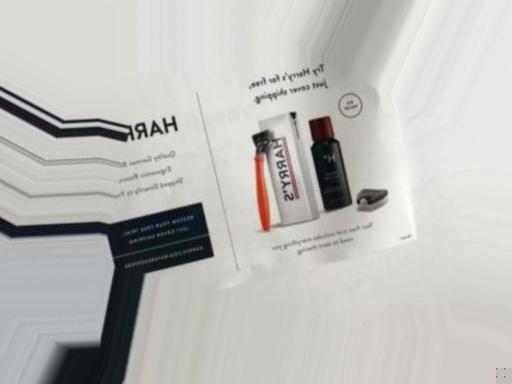 Try Harry's for free,
just cover shipping.
HARRY'S
Your free trial includes everything you
need to start shaving.
HARR
Quality German
Ergonomic Razors
Shipped Directly to
REDEEM YOUR FREE TRIAL
JUST COVER SHIPPING